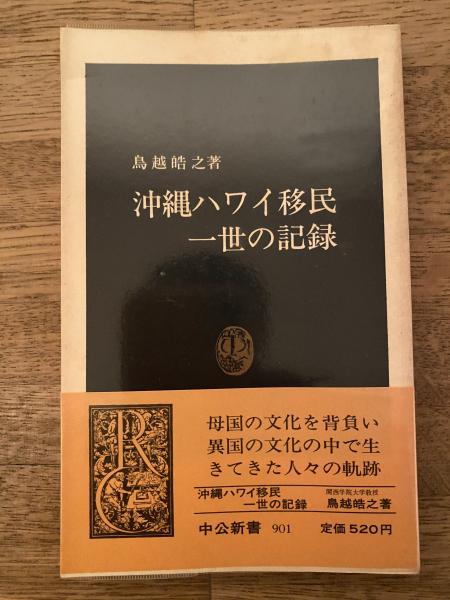 鳥越皓之著
沖縄ハワイ移民
一世の記録
母国の文化を背負い
異国の文化の中で生
きてきた人々の軌跡
沖縄ハワイ移民
一世の記録
関西学院大学教授
鳥越皓之著
中公新書 901
定価520円